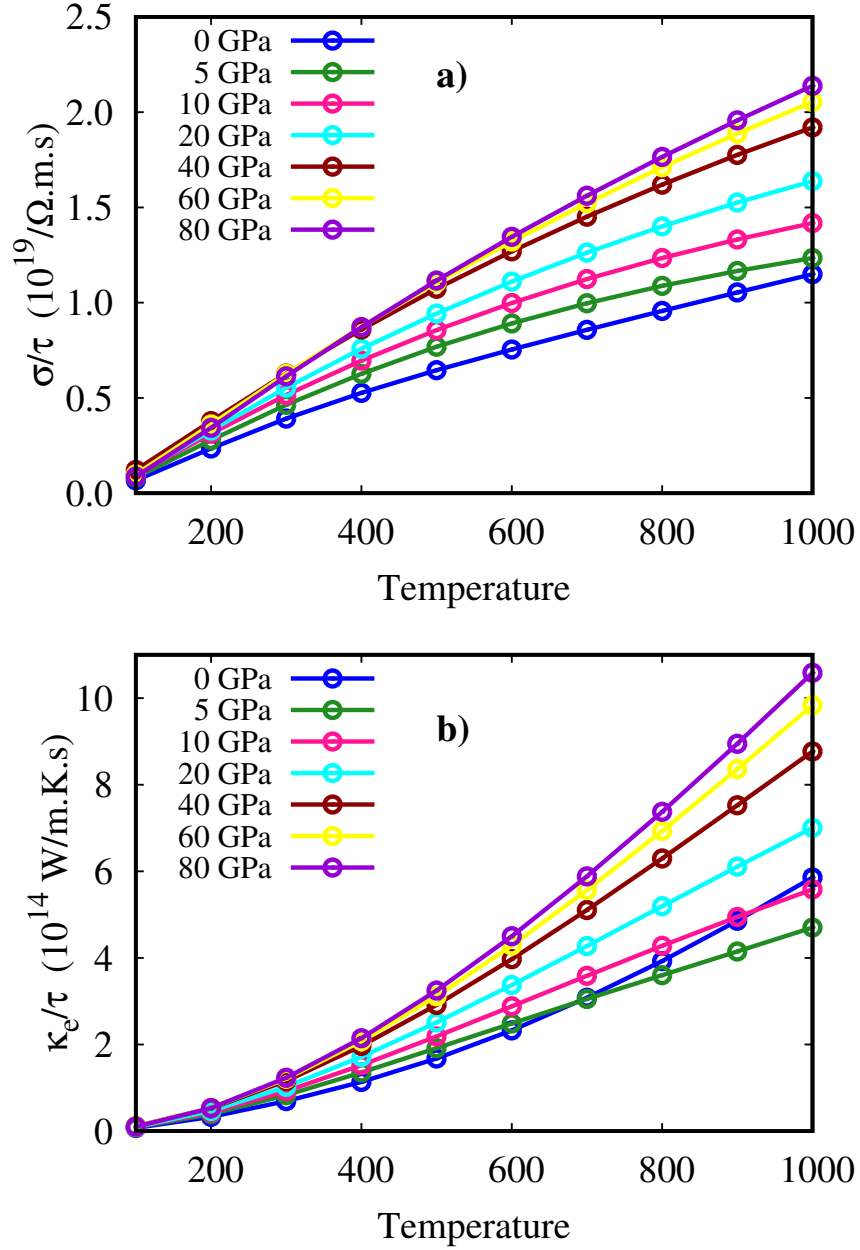 2.5
2.0
1.5
1.0
0.5
0.0
σ/τ (10^19/Ω.m.s)
0 GPa
5 GPa
10 GPa
20 GPa
40 GPa
60 GPa
80 GPa
a)
200 400 600 800 1000
Temperature
10
8
6
4
2
0
κ_e/τ (10^14 W/m.K.s)
0 GPa
5 GPa
10 GPa
20 GPa
40 GPa
60 GPa
80 GPa
b)
200 400 600 800 1000
Temperature